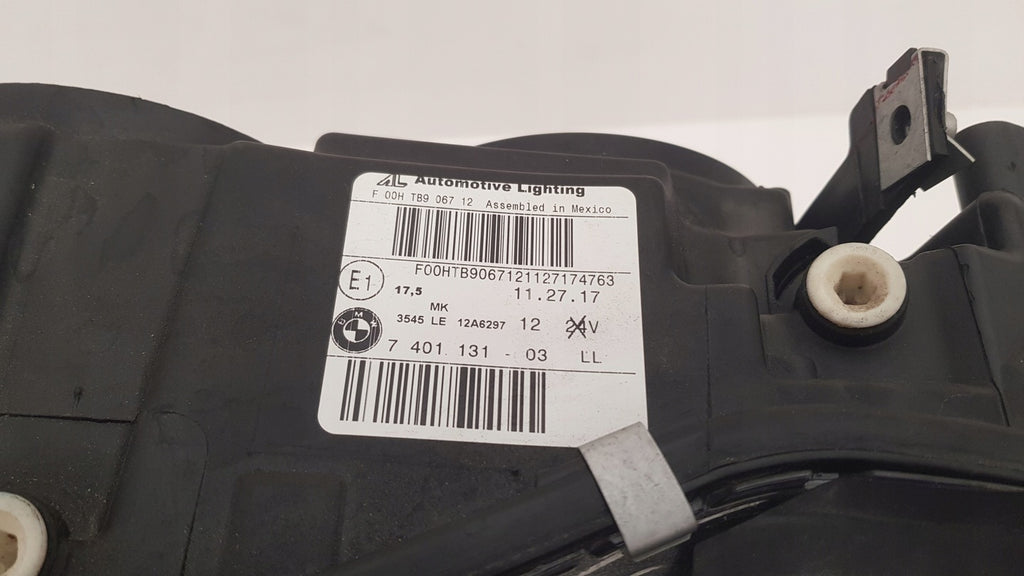 AL Automotive Lighting
F 00H TB9 067 12 Assembled in Mexico
F00HTB9067121127174763
E1 17,5 11.27.17
MK
3545 LE 12A6297 12 24V
BMW 7 401 131 - 03 LL